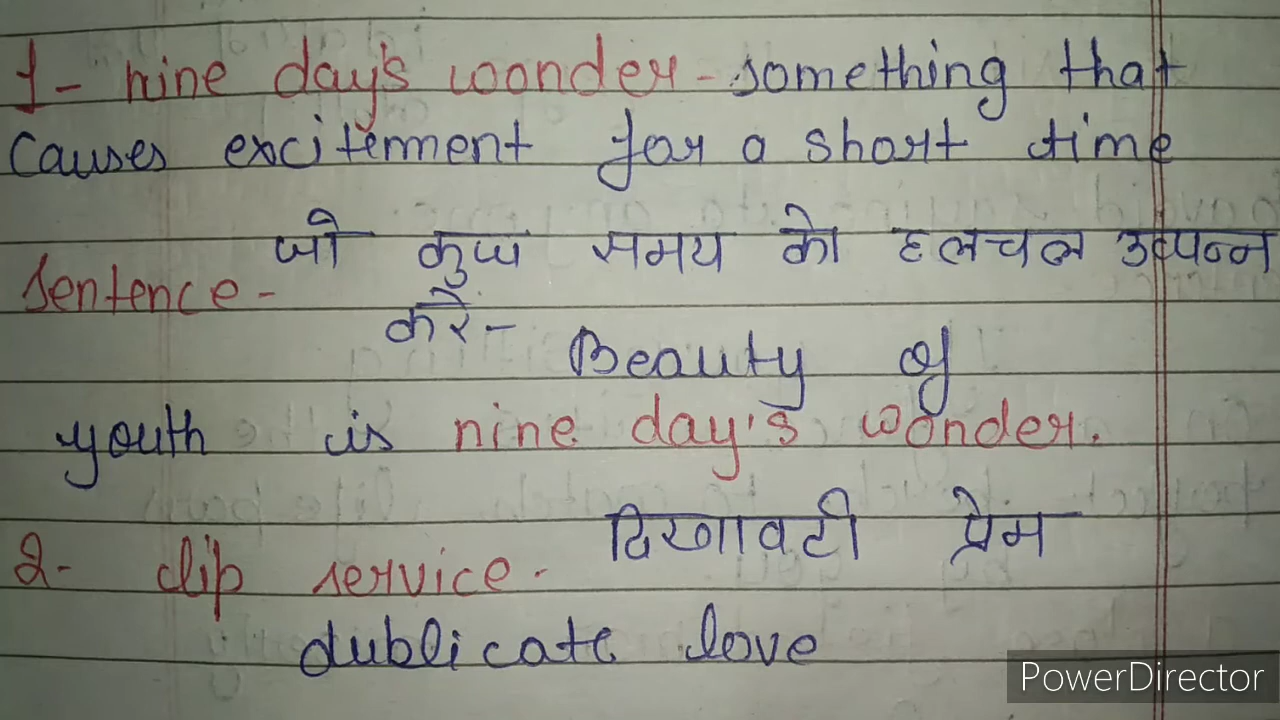 1- nine day's wonder - something that
causes excitement for a short time
जो कुछ समय को हलचल उत्पन्न
sentence -
करे -
Beauty of
youth is nine day's wonder.
दिखावटी प्रेम
2- lip service -
dublicate love
PowerDirector